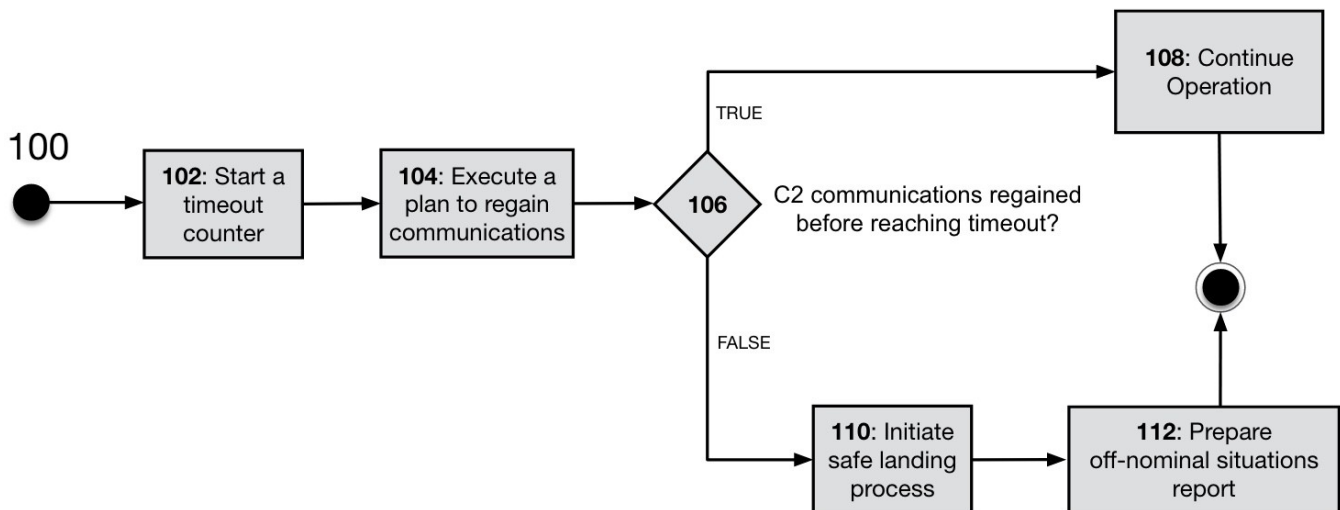 100
102: Start a
timeout
counter
104: Execute a
plan to regain
communications
106
C2 communications regained
before reaching timeout?
TRUE
108: Continue
Operation
FALSE
110: Initiate
safe landing
process
112: Prepare
off-nominal situations
report